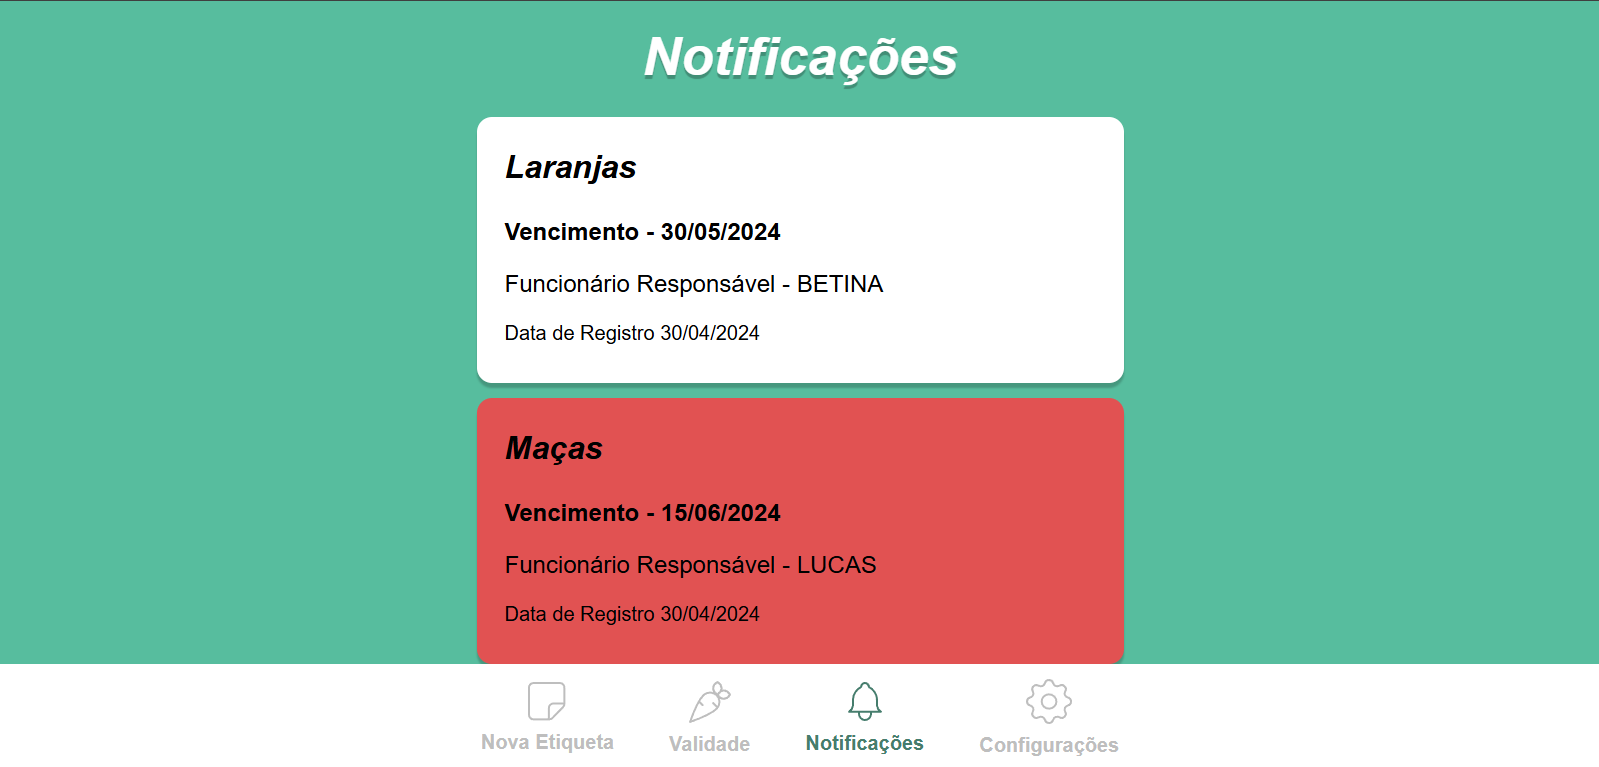 Notificações
Laranjas
Vencimento - 30/05/2024
Funcionário Responsável - BETINA
Data de Registro 30/04/2024
Maças
Vencimento - 15/06/2024
Funcionário Responsável - LUCAS
Data de Registro 30/04/2024
Nova Etiqueta
Validade
Notificações
Configurações